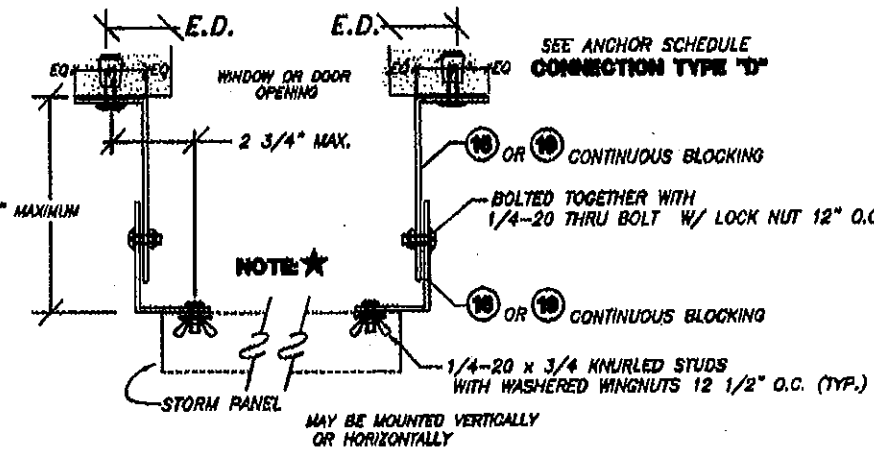 E.D.
E.D.
SEE ANCHOR SCHEDULE
CONNECTION TYPE "D"
EQ
EQ
WINDOW OR DOOR
OPENING
EQ
EQ
2 3/4" MAX.
OR
CONTINUOUS BLOCKING
" MAXIMUM
BOLTED TOGETHER WITH
1/4-20 THRU BOLT W/ LOCK NUT 12" O.C
NOTE: ★
OR
CONTINUOUS BLOCKING
1/4-20 x 3/4 KNURLED STUDS
WITH WASHERED WINGNUTS 12 1/2" O.C. (TYP.)
STORM PANEL
MAY BE MOUNTED VERTICALLY
OR HORIZONTALLY